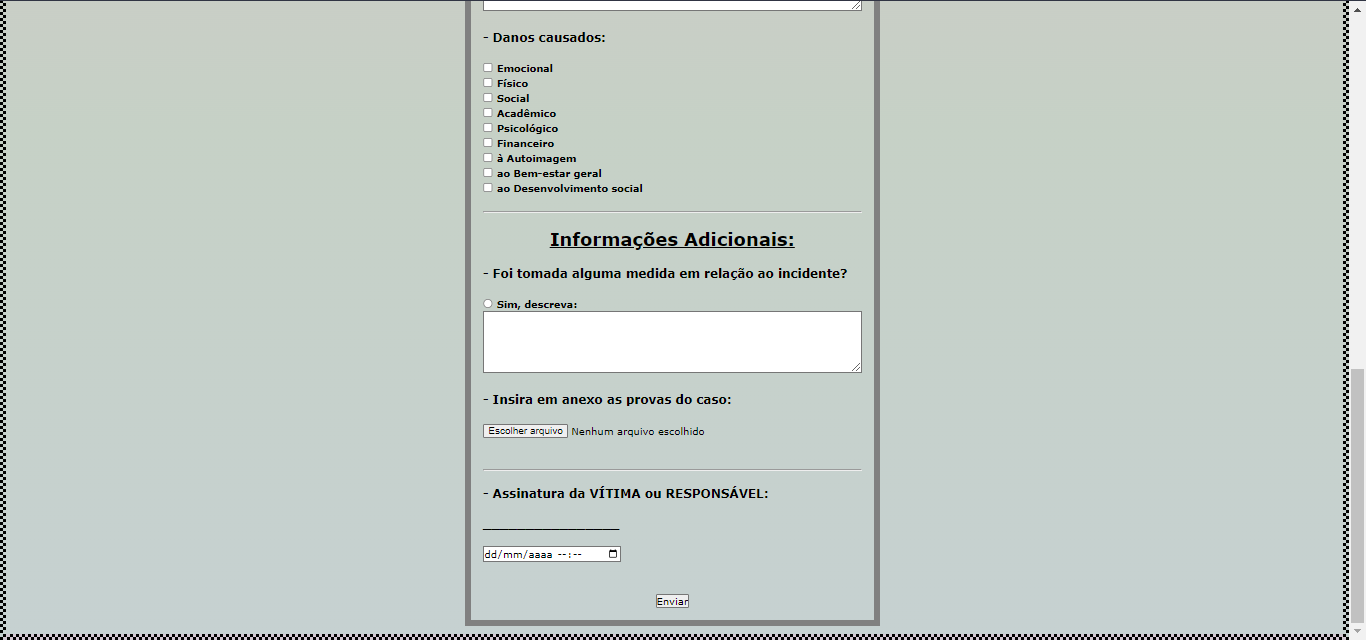 - Danos causados:
Emocional
Físico
Social
Acadêmico
Psicológico
Financeiro
à Autoimagem
ao Bem-estar geral
ao Desenvolvimento social
Informações Adicionais:
- Foi tomada alguma medida em relação ao incidente?
Sim, descreva:
- Insira em anexo as provas do caso:
Escolher arquivo Nenhum arquivo escolhido
- Assinatura da VÍTIMA ou RESPONSÁVEL:
___________________
dd/mm/aaaa --:--
Enviar